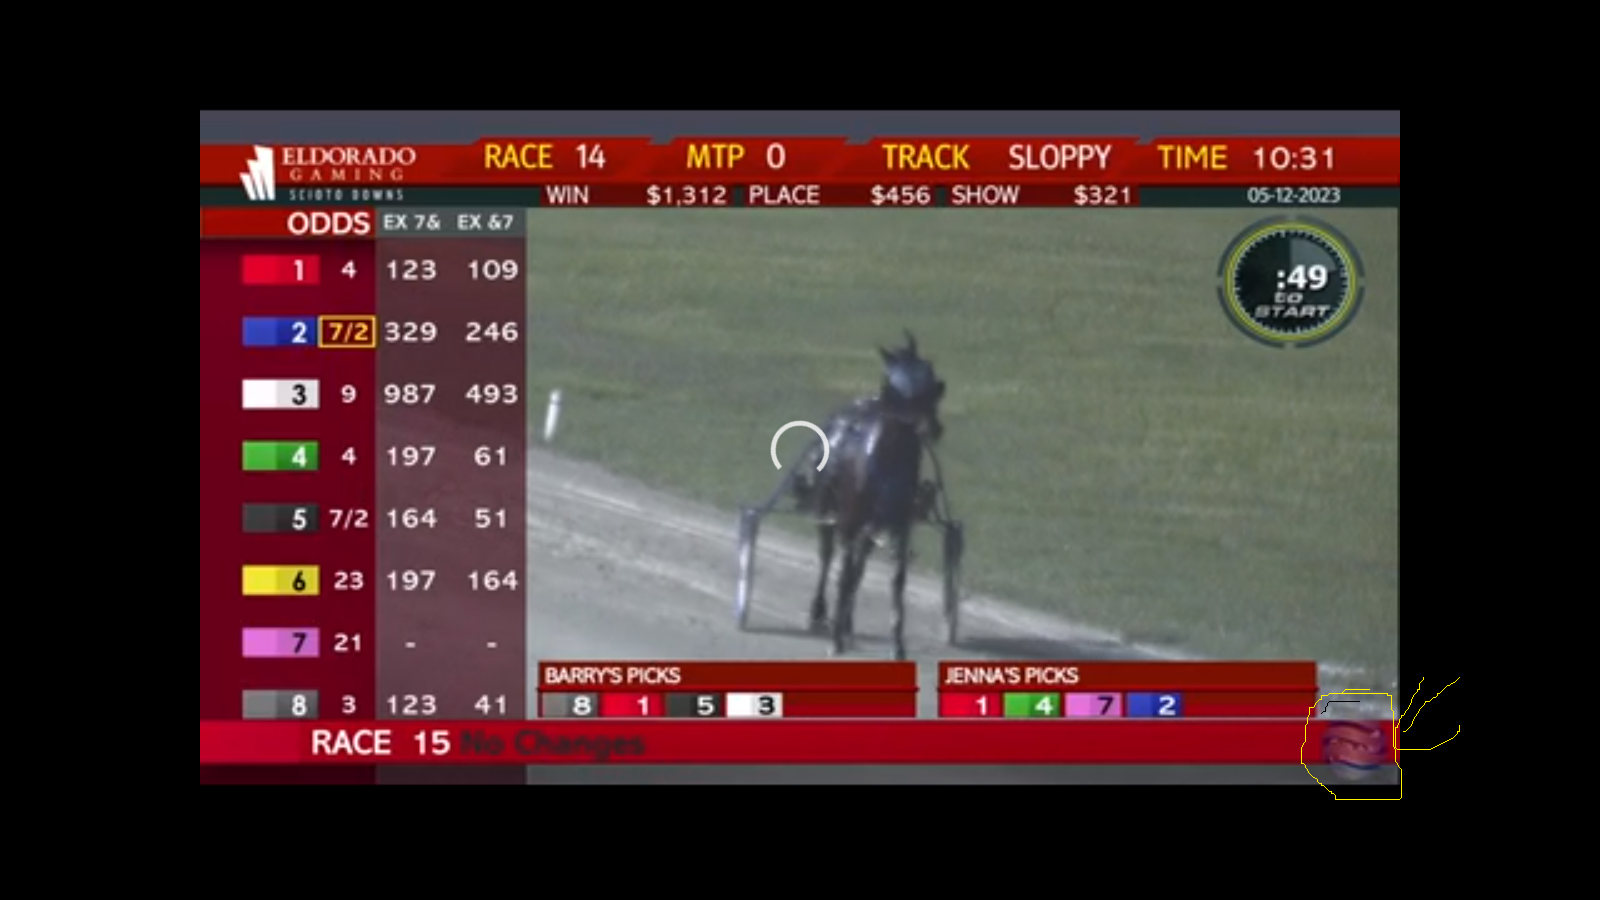 ELDORADO
GAMING
SCIOTO DOWNS
RACE 14 MTP 0 TRACK SLOPPY TIME 10:31
WIN $1,312 PLACE $456 SHOW $321 05-12-2023
ODDS EX 7& EX &7
1 4 123 109
2 7/2 329 246
3 9 987 493
4 4 197 61
5 7/2 164 51
6 23 197 164
7 21 - -
8 3 123 41
:49
TO
START
BARRY'S PICKS
8 1 5 3
JENNA'S PICKS
1 4 7 2
RACE 15 No Changes